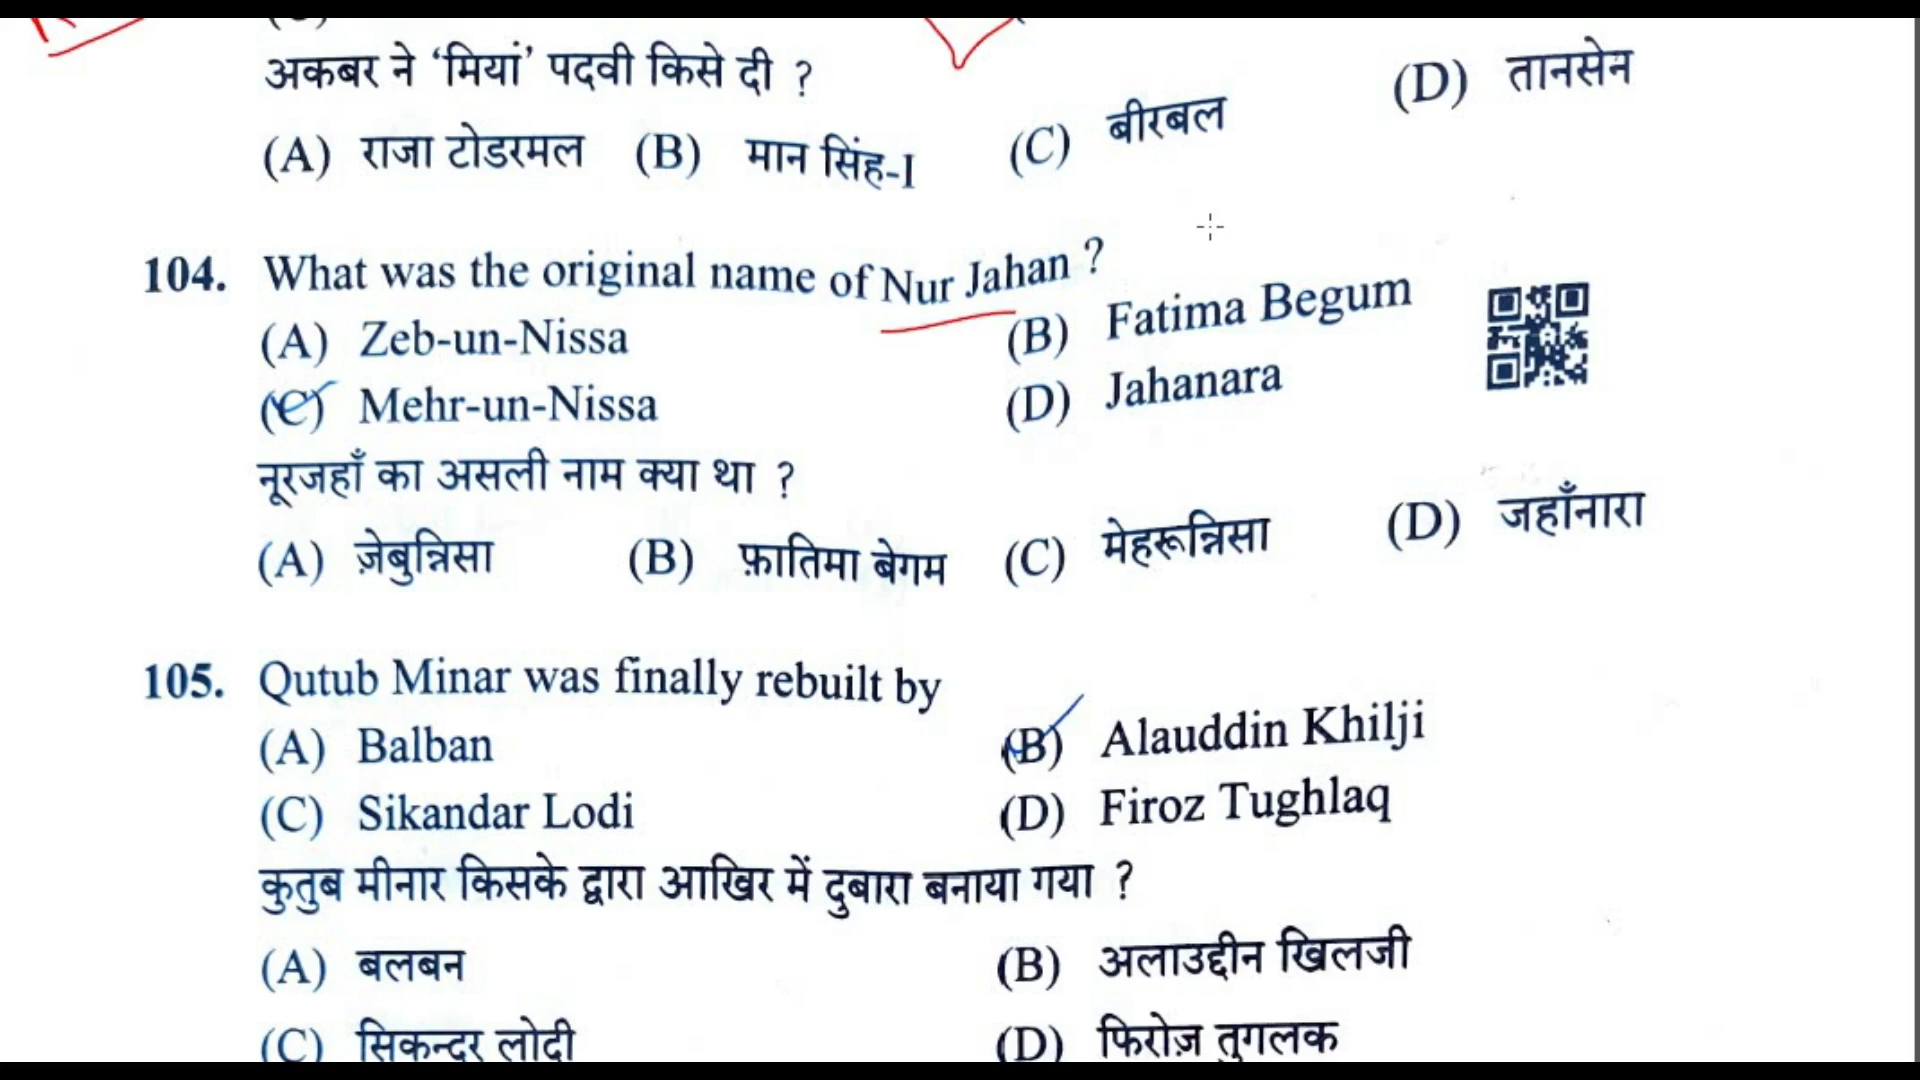 अकबर ने ‘मियां’ पदवी किसे दी ?
(A) राजा टोडरमल (B) मान सिंह-I (C) बीरबल (D) तानसेन
104. What was the original name of Nur Jahan ?
(A) Zeb-un-Nissa (B) Fatima Begum
(C) Mehr-un-Nissa (D) Jahanara
नूरजहाँ का असली नाम क्या था ?
(A) ज़ेबुन्निसा (B) फ़ातिमा बेगम (C) मेहरून्निसा (D) जहाँनारा
105. Qutub Minar was finally rebuilt by
(A) Balban (B) Alauddin Khilji
(C) Sikandar Lodi (D) Firoz Tughlaq
कुतुब मीनार किसके द्वारा आखिर में दुबारा बनाया गया ?
(A) बलबन (B) अलाउद्दीन खिलजी
(C) सिकन्दर लोदी (D) फिरोज़ तुगलक